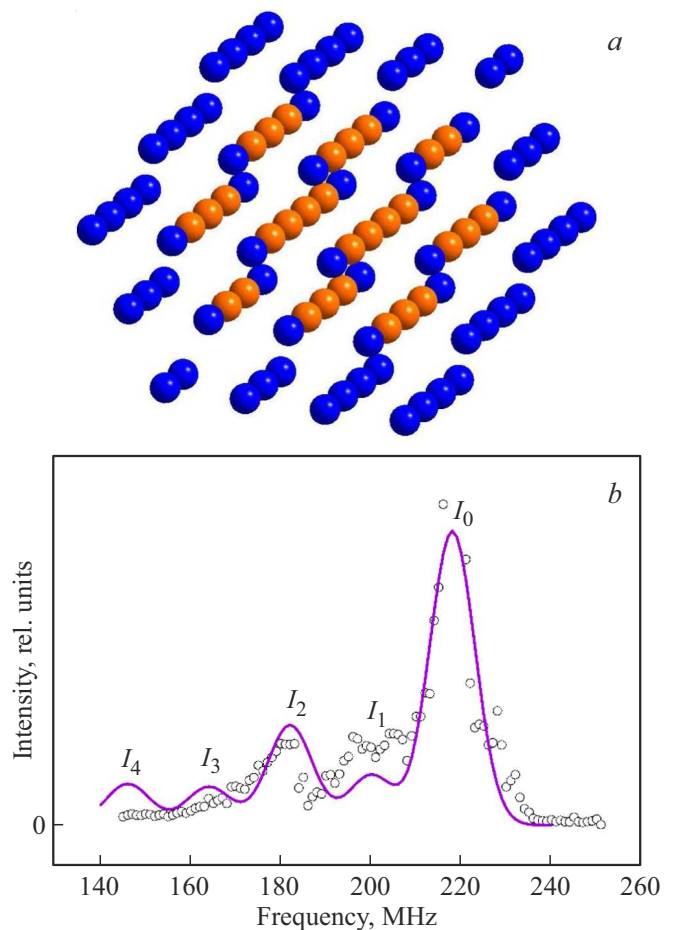 a
b
I₀
I₂
I₁
I₄
I₃
Intensity, rel. units
0
140 160 180 200 220 240 260
Frequency, MHz